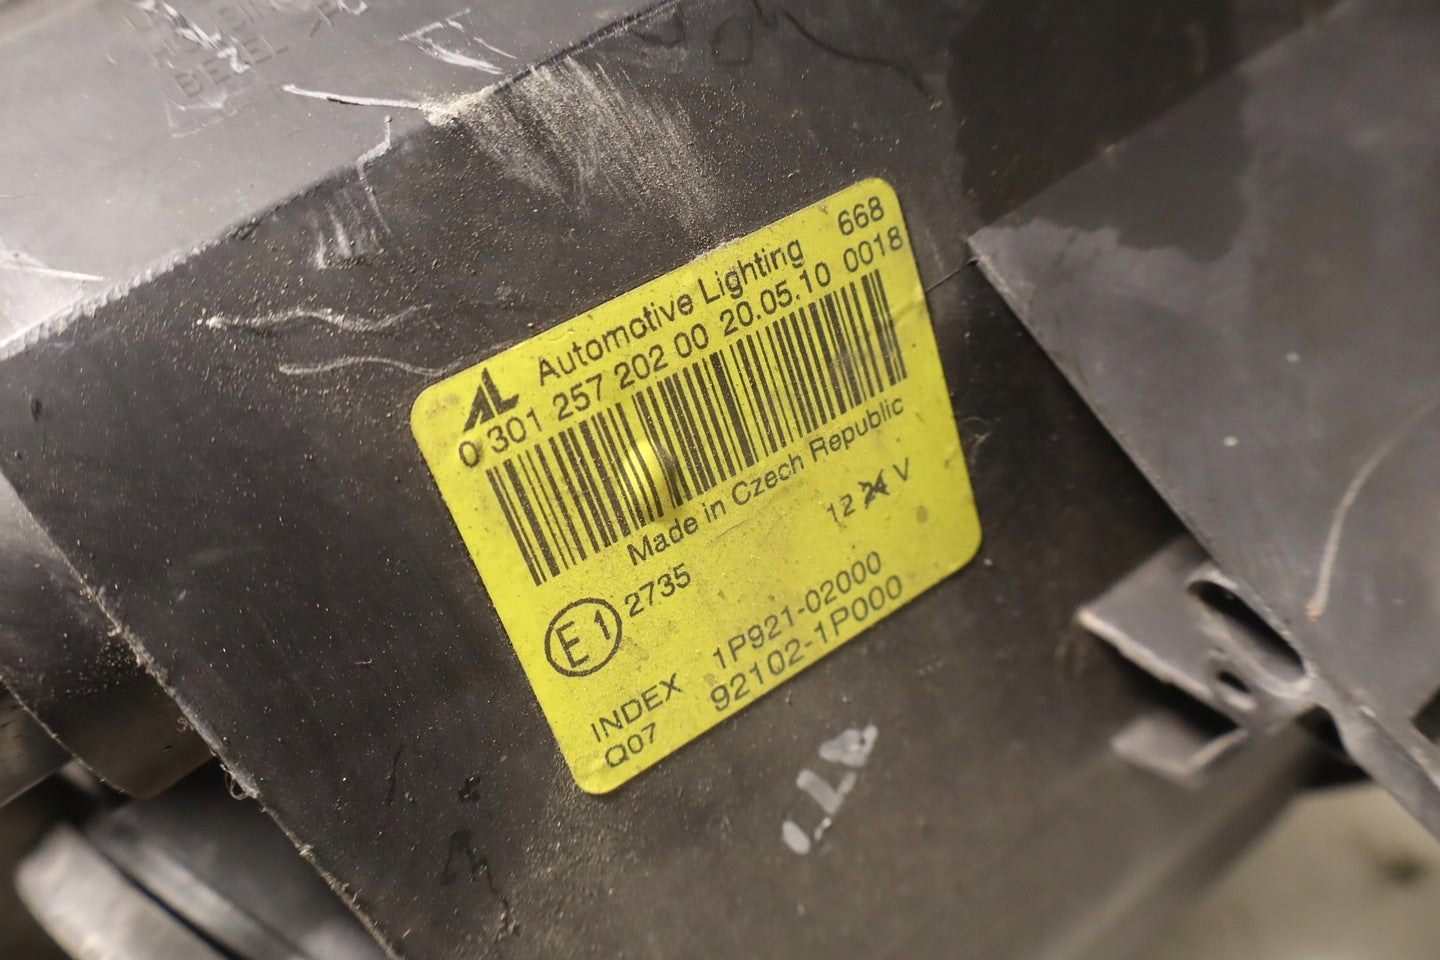 BEZEL
AL Automotive Lighting 668
0 301 257 202 00 20.05.10 0018
Made in Czech Republic
12 24 V
E1 2735
INDEX 1P921-02000
Q07 92102-1P000